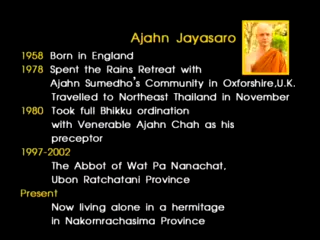 Ajahn Jayasaro
1958 Born in England
1978 Spent the Rains Retreat with
Ajahn Sumedho's Community in Oxforshire,U.K.
Travelled to Northeast Thailand in November
1980 Took full Bhikku ordination
with Venerable Ajahn Chah as his
preceptor
1997-2002
The Abbot of Wat Pa Nanachat,
Ubon Ratchatani Province
Present
Now living alone in a hermitage
in Nakornrachasima Province